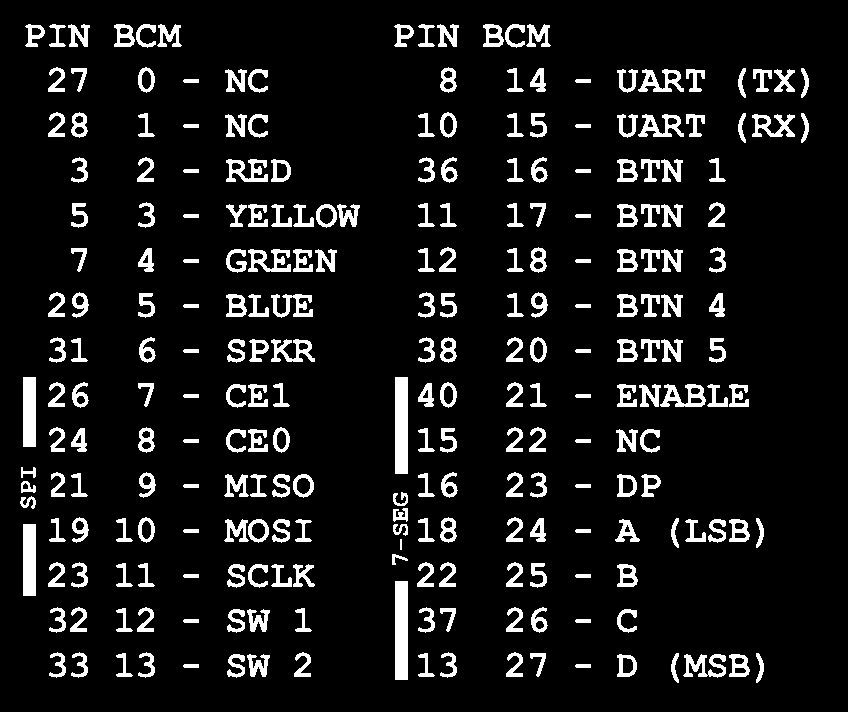 PIN BCM
27 0 - NC
28 1 - NC
3 2 - RED
5 3 - YELLOW
7 4 - GREEN
29 5 - BLUE
31 6 - SPKR
26 7 - CE1
24 8 - CE0
21 9 - MISO
19 10 - MOSI
23 11 - SCLK
32 12 - SW 1
33 13 - SW 2
SPI
PIN BCM
8 14 - UART (TX)
10 15 - UART (RX)
36 16 - BTN 1
11 17 - BTN 2
12 18 - BTN 3
35 19 - BTN 4
38 20 - BTN 5
40 21 - ENABLE
15 22 - NC
16 23 - DP
18 24 - A (LSB)
22 25 - B
37 26 - C
13 27 - D (MSB)
7-SEG